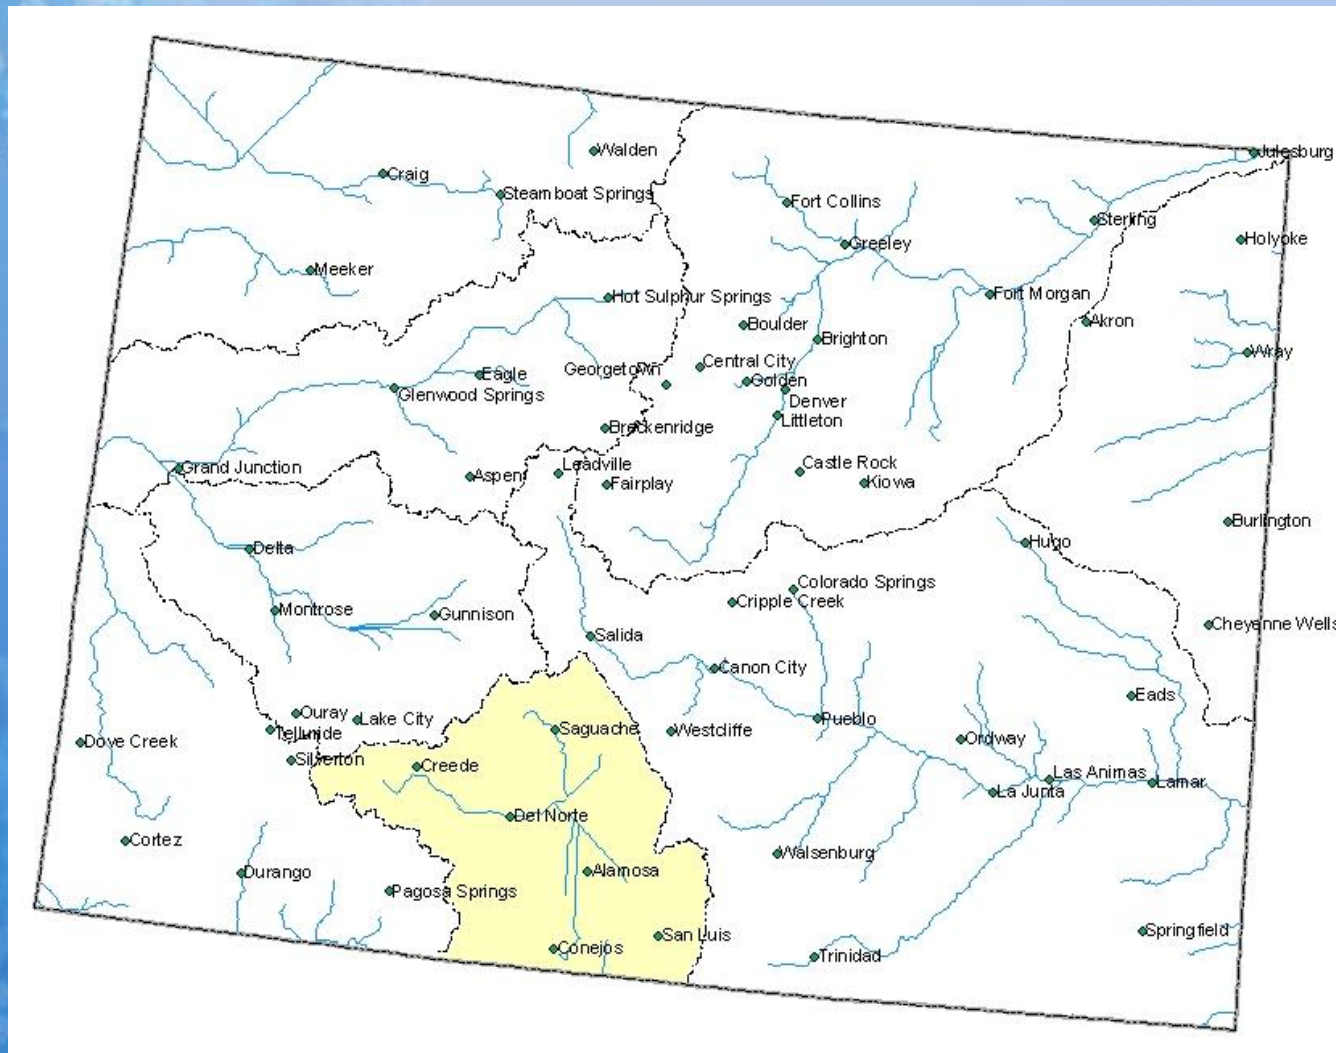 Julesburg
Walden
Craig
Steamboat Springs
Fort Collins
Sterling
Holyoke
Greeley
Meeker
Hot Sulphur Springs
Fort Morgan
Boulder
Akron
Brighton
Wray
Central City
Georgetown
Eagle
Golden
Glenwood Springs
Denver
Littleton
Breckenridge
Castle Rock
Leadville
Grand Junction
Aspen
Fairplay
Kiowa
Burlington
Hugo
Delta
Colorado Springs
Cripple Creek
Montrose
Gunnison
Cheyenne Wells
Salida
Canon City
Eads
Ouray
Lake City
Pueblo
Telluride
Saguache
Westcliffe
Ordway
Dove Creek
Silverton
Creede
Las Animas
Lamar
La Junta
Del Norte
Cortez
Walsenburg
Durango
Alamosa
Pagosa Springs
San Luis
Springfield
Conejos
Trinidad